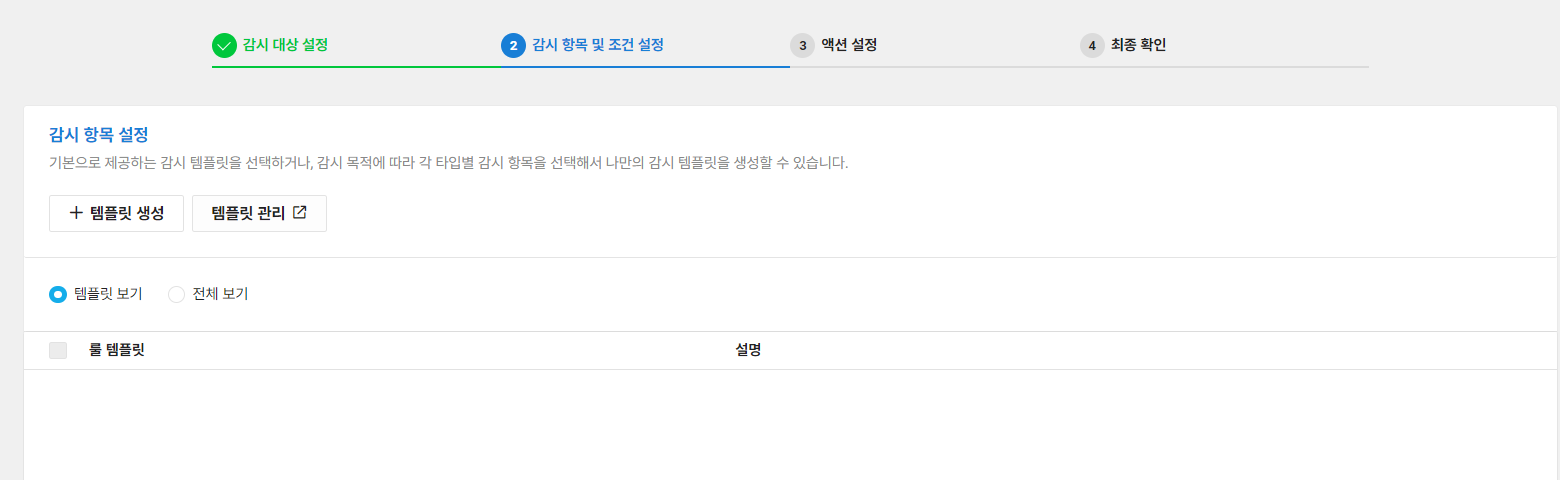 감시 대상 설정
2 감시 항목 및 조건 설정
3 액션 설정
4 최종 확인
감시 항목 설정
기본으로 제공하는 감시 템플릿을 선택하거나, 감시 목적에 따라 각 타입별 감시 항목을 선택해서 나만의 감시 템플릿을 생성할 수 있습니다.
+ 템플릿 생성
템플릿 관리
템플릿 보기
전체 보기
룰 템플릿
설명